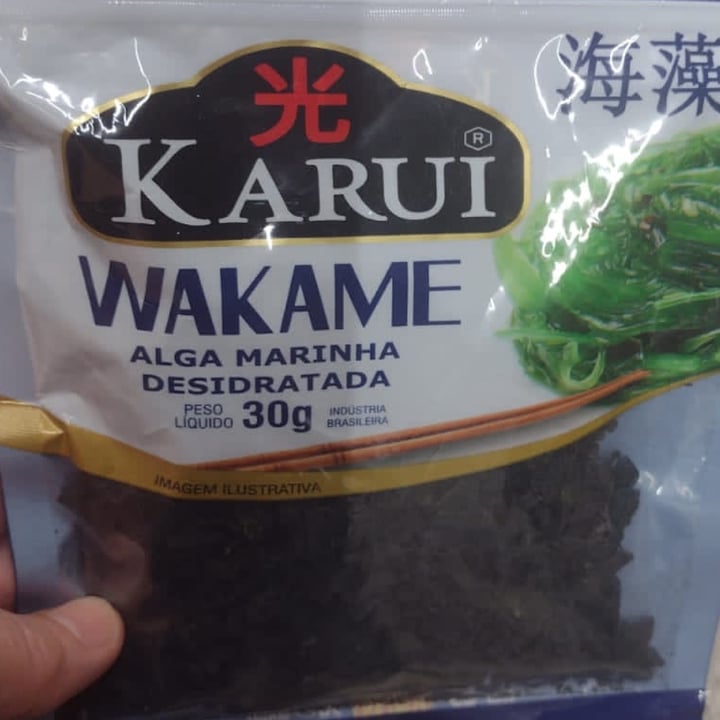 海藻
光
KARUI®
WAKAME
ALGA MARINHA
DESIDRATADA
PESO
LÍQUIDO 30g
INDÚSTRIA
BRASILEIRA
IMAGEM ILUSTRATIVA